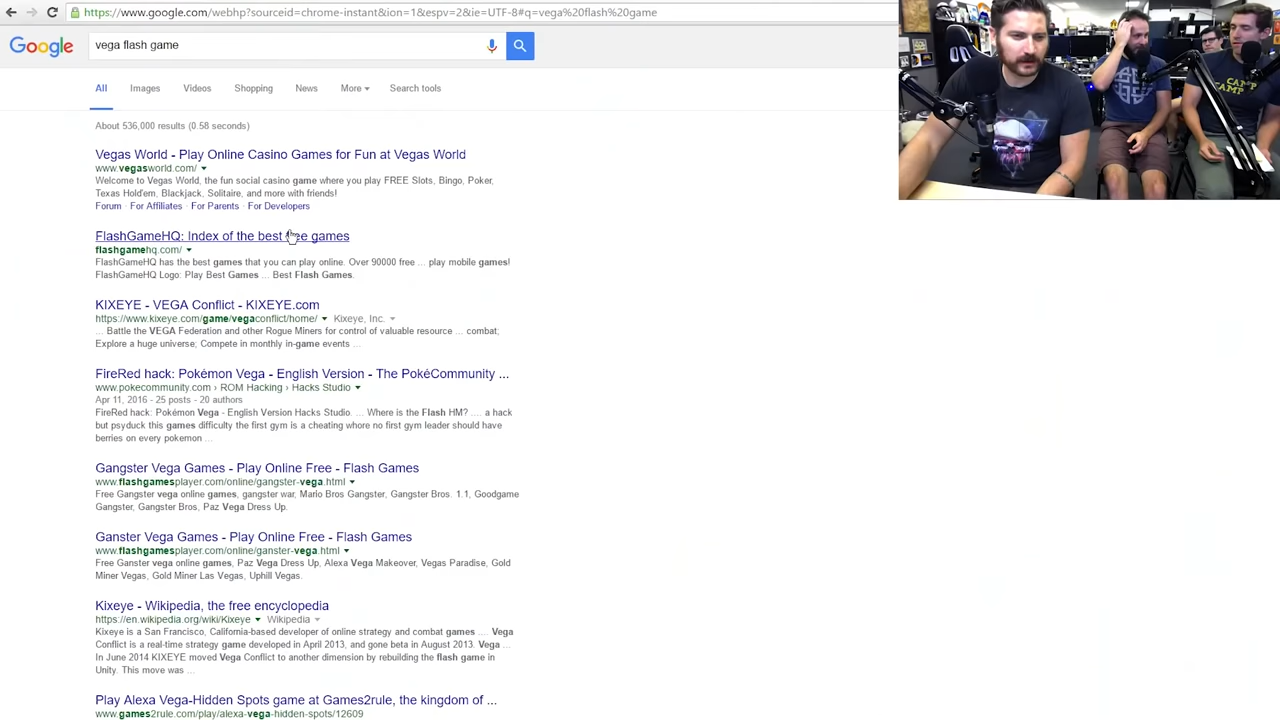 https://www.google.com/webhp?sourceid=chrome-instant&ion=1&espv=2&ie=UTF-8#q=vega%20flash%20game
Google
vega flash game
All Images Videos Shopping News More Search tools
About 536,000 results (0.58 seconds)
Vegas World - Play Online Casino Games for Fun at Vegas World
www.vegasworld.com/
Welcome to Vegas World, the fun social casino game where you play FREE Slots, Bingo, Poker,
Texas Hold'em, Blackjack, Solitaire, and more with friends!
Forum · For Affiliates · For Parents · For Developers
FlashGameHQ: Index of the best free games
flashgamehq.com/
FlashGameHQ has the best games that you can play online. Over 90000 free ... play mobile games!
FlashGameHQ Logo: Play Best Games ... Best Flash Games.
KIXEYE - VEGA Conflict - KIXEYE.com
https://www.kixeye.com/game/vegaconflict/home/ Kixeye, Inc.
... Battle the VEGA Federation and other Rogue Miners for control of valuable resource ... combat;
Explore a huge universe; Compete in monthly in-game events ...
FireRed hack: Pokémon Vega - English Version - The PokéCommunity ...
www.pokecommunity.com › ROM Hacking › Hacks Studio
Apr 11, 2016 - 25 posts - 20 authors
FireRed hack: Pokémon Vega - English Version Hacks Studio. ... Where is the Flash HM? .... a hack
but psyduck this games difficulty the first gym is a cheating whore no first gym leader should have
berries on every pokemon ...
Gangster Vega Games - Play Online Free - Flash Games
www.flashgamesplayer.com/online/gangster-vega.html
Free Gangster vega online games, gangster war, Mario Bros Gangster, Gangster Bros. 1.1, Goodgame
Gangster, Gangster Bros, Paz Vega Dress Up.
Ganster Vega Games - Play Online Free - Flash Games
www.flashgamesplayer.com/online/ganster-vega.html
Free Ganster vega online games, Paz Vega Dress Up, Alexa Vega Makeover, Vegas Paradise, Gold
Miner Vegas, Gold Miner Las Vegas, Uphill Vegas.
Kixeye - Wikipedia, the free encyclopedia
https://en.wikipedia.org/wiki/Kixeye Wikipedia
Kixeye is a San Francisco, California-based developer of online strategy and combat games .... Vega
Conflict is a real-time strategy game developed in April 2013, and gone beta in August 2013. Vega ...
In June 2014 KIXEYE moved Vega Conflict to another dimension by rebuilding the flash game in
Unity. This move was ...
Play Alexa Vega-Hidden Spots game at Games2rule, the kingdom of ...
www.games2rule.com/play/alexa-vega-hidden-spots/12609
CAMP
CAMP